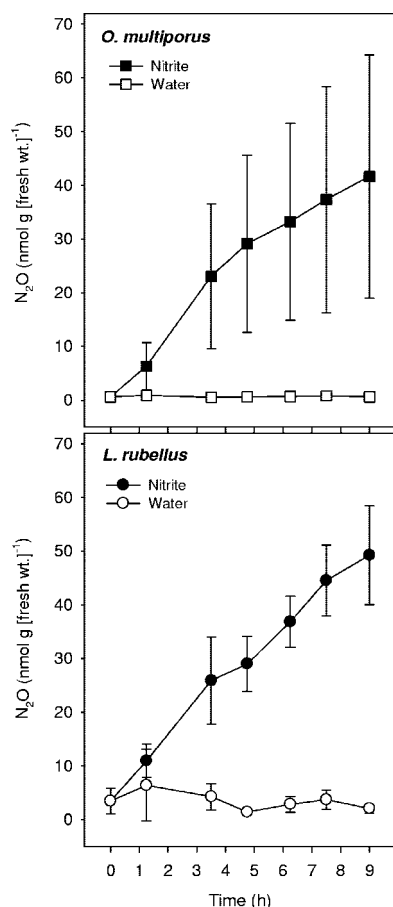 O. multiporus
Nitrite
Water
70
60
50
40
30
20
10
0
N₂O (nmol g [fresh wt.]⁻¹)
L. rubellus
Nitrite
Water
70
60
50
40
30
20
10
0
N₂O (nmol g [fresh wt.]⁻¹)
0 1 2 3 4 5 6 7 8 9
Time (h)